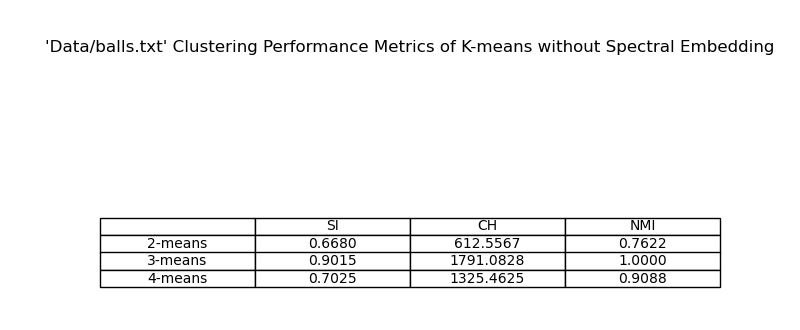 'Data/balls.txt' Clustering Performance Metrics of K-means without Spectral Embedding
SI CH NMI
2-means 0.6680 612.5567 0.7622
3-means 0.9015 1791.0828 1.0000
4-means 0.7025 1325.4625 0.9088